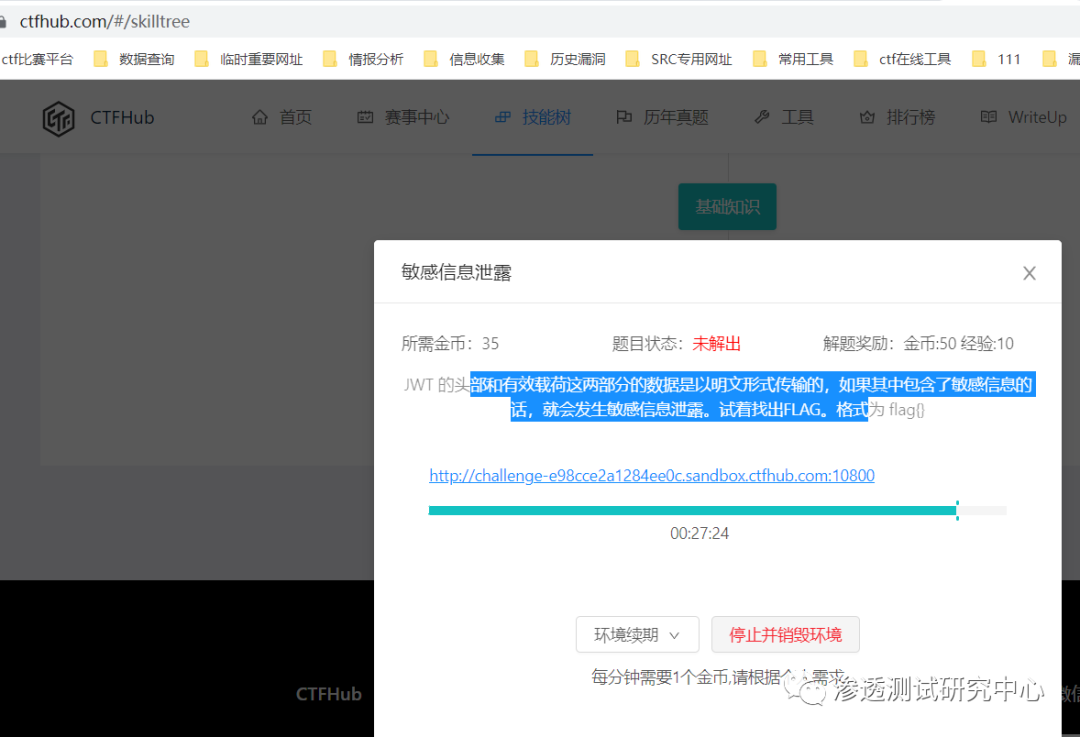 ctfhub.com/#/skilltree
ctf比赛平台 数据查询 临时重要网址 情报分析 信息收集 历史漏洞 SRC专用网址 常用工具 ctf在线工具 111 漏
CTFHub 首页 赛事中心 技能树 历年真题 工具 排行榜 WriteUp
基础知识
敏感信息泄露
所需金币：35 题目状态：未解出 解题奖励：金币:50 经验:10
JWT 的头部和有效载荷这两部分的数据是以明文形式传输的，如果其中包含了敏感信息的
话，就会发生敏感信息泄露。试着找出FLAG。格式为 flag{}
http://challenge-e98cce2a1284ee0c.sandbox.ctfhub.com:10800
00:27:24
环境续期 停止并销毁环境
每分钟需要1个金币,请根据个人需求
渗透测试研究中心
CTFHub 微信